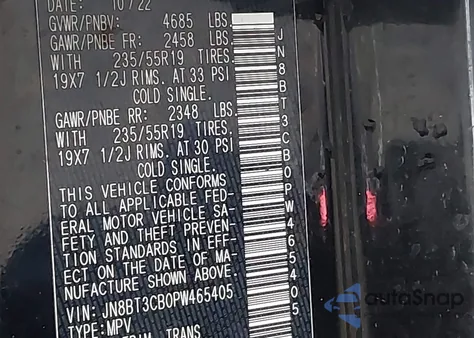 DATE: 10/22
GVWR/PNBV: 4685 LBS.
GAWR/PNBE FR: 2458 LBS.
WITH 235/55R19 TIRES.
19X7 1/2J RIMS. AT 33 PSI
COLD SINGLE.
GAWR/PNBE RR: 2348 LBS.
WITH 235/55R19 TIRES.
19X7 1/2J RIMS. AT 30 PSI
COLD SINGLE.
THIS VEHICLE CONFORMS
TO ALL APPLICABLE FED-
ERAL MOTOR VEHICLE SA-
FETY AND THEFT PREVEN-
TION STANDARDS IN EFF-
ECT ON THE DATE OF MA-
NUFACTURE SHOWN ABOVE.
VIN: JN8BT3CB0PW465405
TYPE:MPV
TRIM TRANS
JN8BT3CB0PW465405
autoSnap